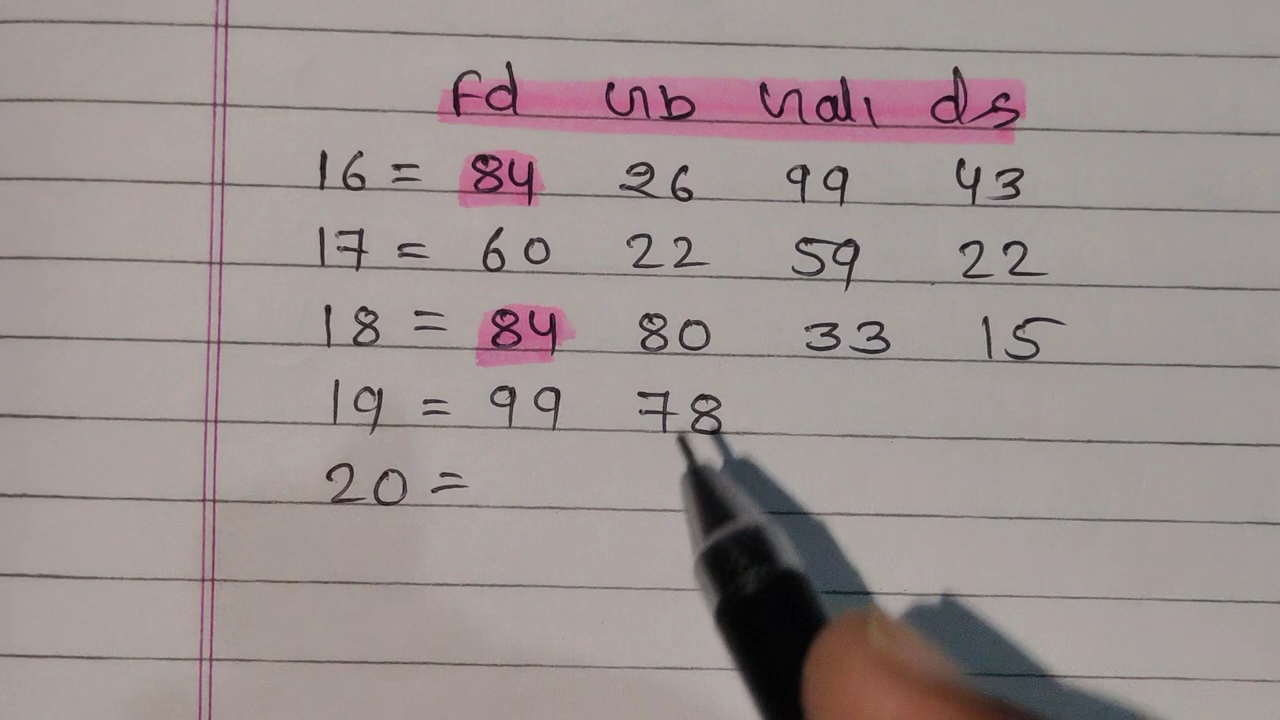 Fd Gb Gali ds
16 = 84 26 99 43
17 = 60 22 59 22
18 = 84 80 33 15
19 = 99 78
20 =